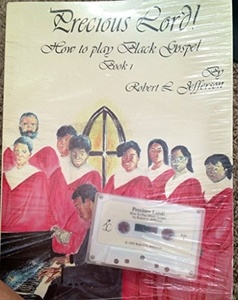 Precious Lord!
How to play Black Gospel
Book 1
By
Robert L. Jefferson
Precious Lord!